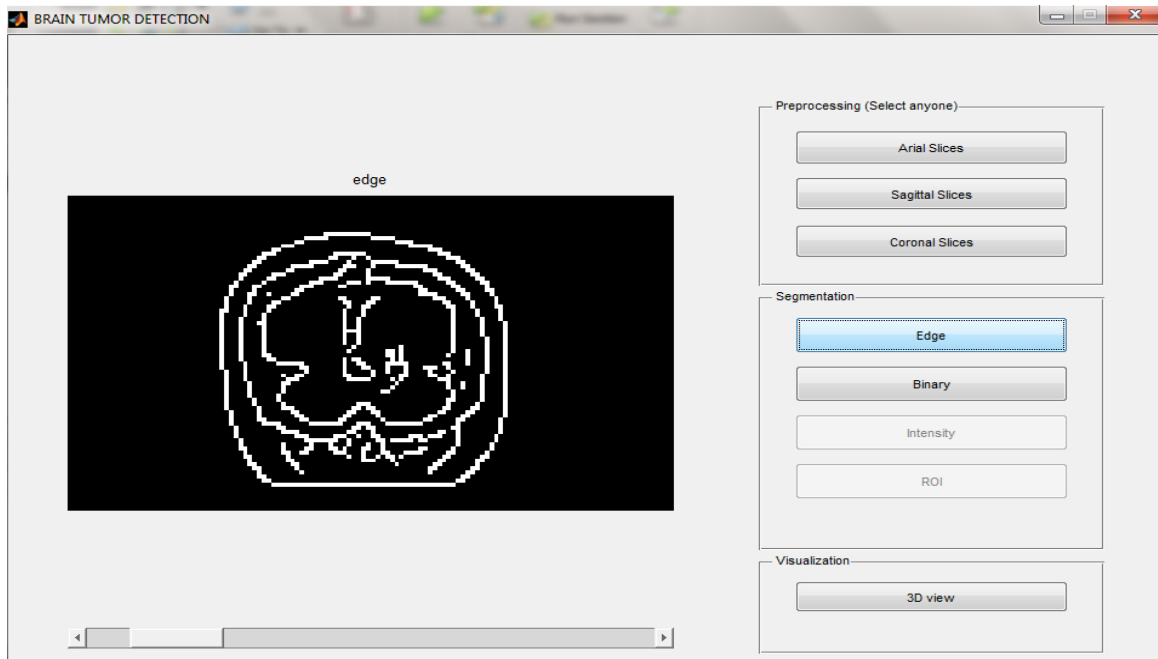 BRAIN TUMOR DETECTION
edge
Preprocessing (Select anyone)
Arial Slices
Sagittal Slices
Coronal Slices
Segmentation
Edge
Binary
Intensity
ROI
Visualization
3D view